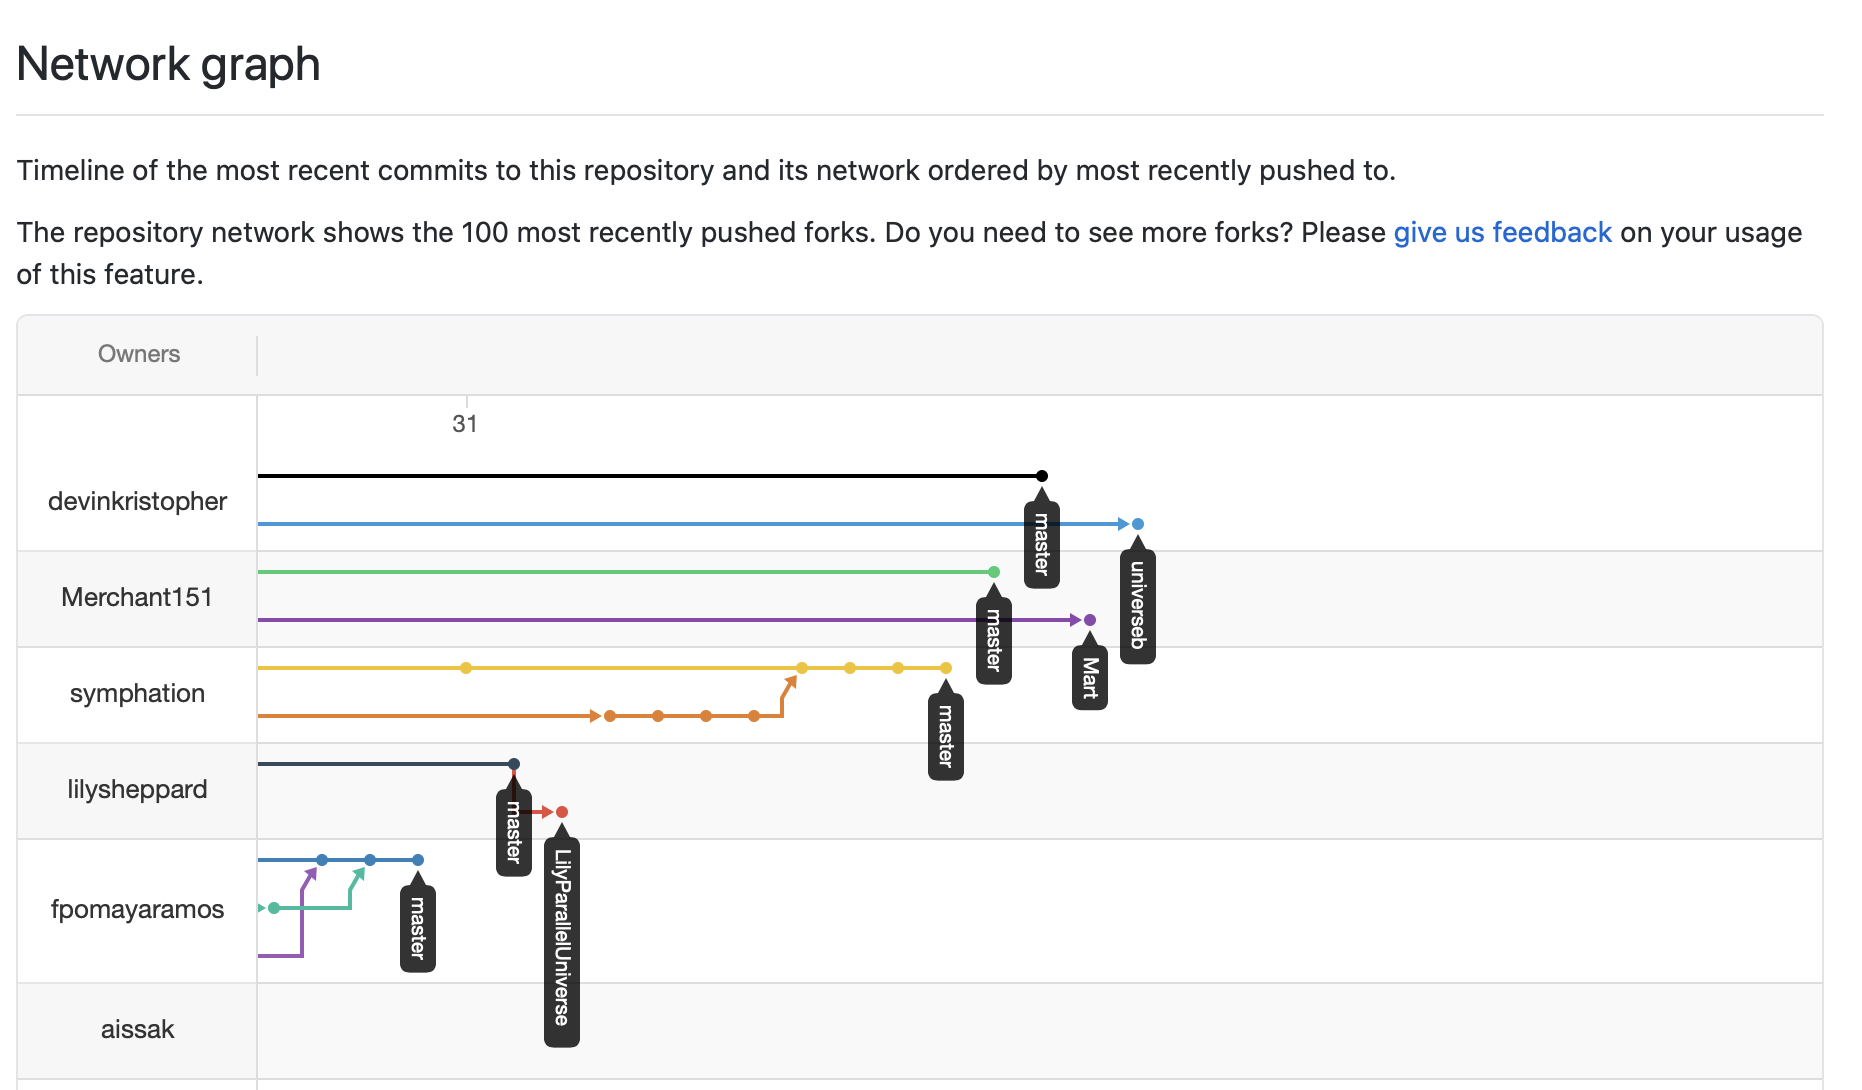 Network graph
Timeline of the most recent commits to this repository and its network ordered by most recently pushed to.
The repository network shows the 100 most recently pushed forks. Do you need to see more forks? Please give us feedback on your usage
of this feature.
Owners
31
devinkristopher
master
universeb
Merchant151
master
Mart
symphation
master
lilysheppard
master
LilyParallelUniverse
fpomayaramos
master
aissak